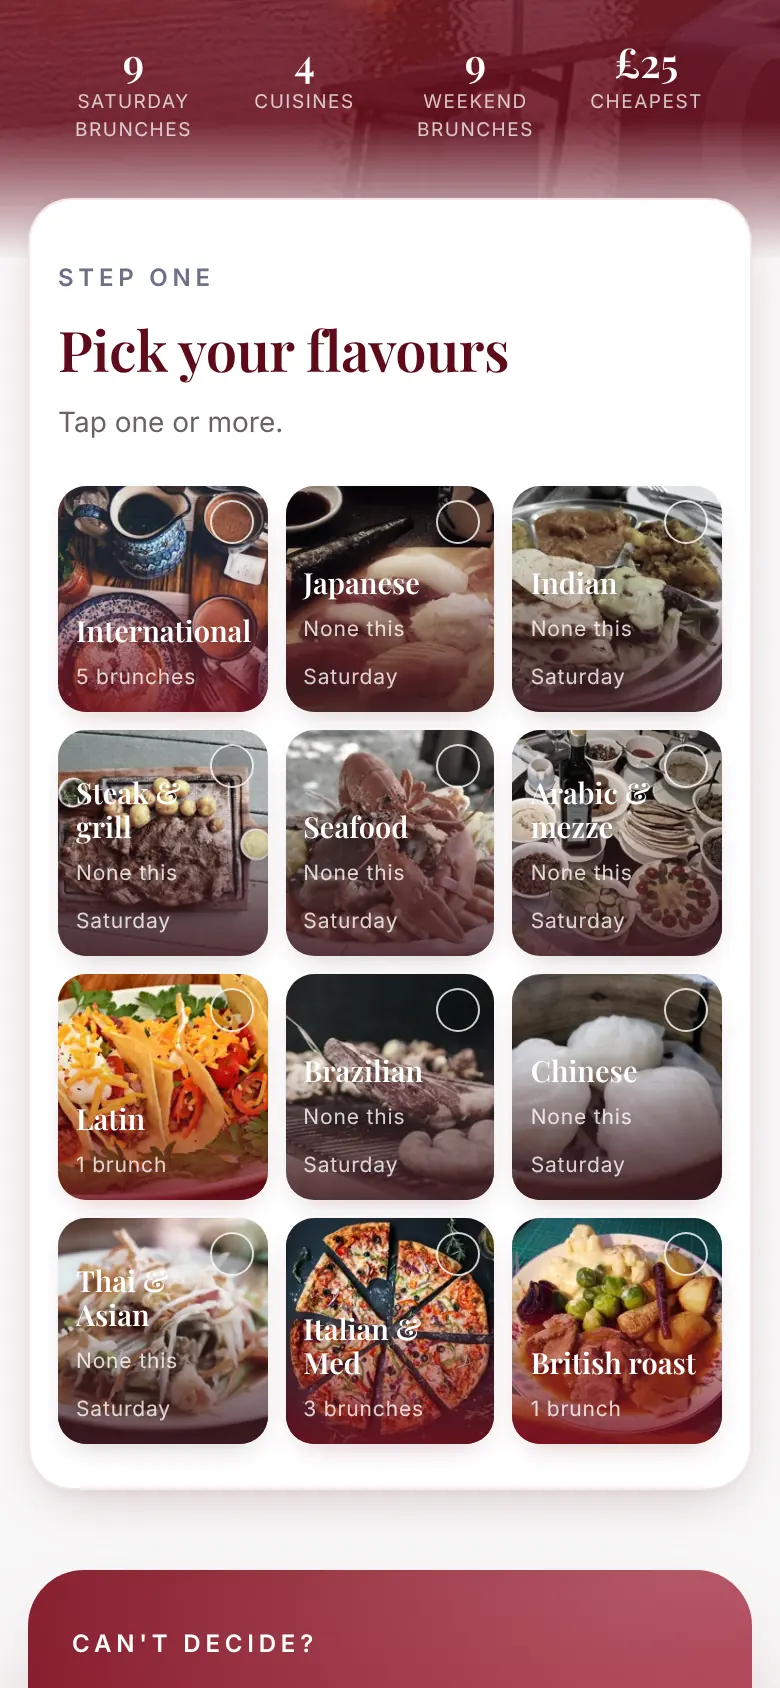 9
SATURDAY
BRUNCHES
4
CUISINES
9
WEEKEND
BRUNCHES
£25
CHEAPEST
STEP ONE
Pick your flavours
Tap one or more.
International
5 brunches
Japanese
None this
Saturday
Indian
None this
Saturday
Steak &
grill
None this
Saturday
Seafood
None this
Saturday
Arabic &
mezze
None this
Saturday
Latin
1 brunch
Brazilian
None this
Saturday
Chinese
None this
Saturday
Thai &
Asian
None this
Saturday
Italian &
Med
3 brunches
British roast
1 brunch
CAN'T DECIDE?